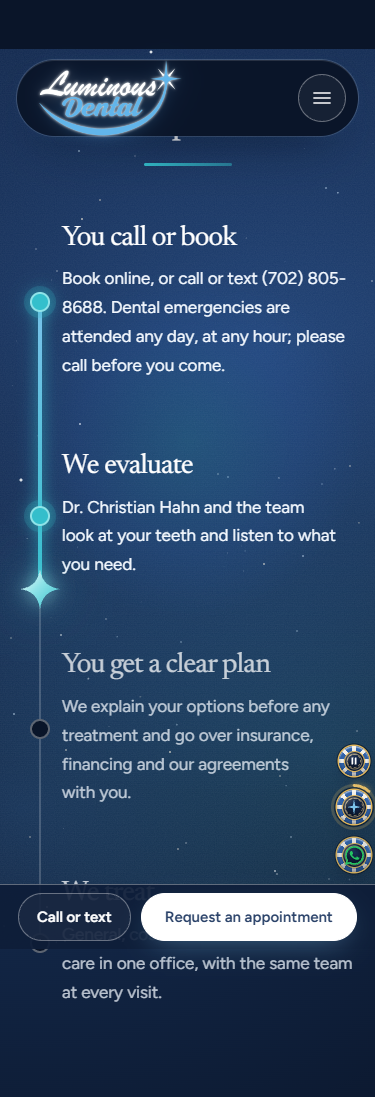 Luminous
Dental
You call or book
Book online, or call or text (702) 805-
8688. Dental emergencies are
attended any day, at any hour; please
call before you come.
We evaluate
Dr. Christian Hahn and the team
look at your teeth and listen to what
you need.
You get a clear plan
We explain your options before any
treatment and go over insurance,
financing and our agreements
with you.
We treat
Call or text
Request an appointment
General, co
care in one office, with the same team
at every visit.